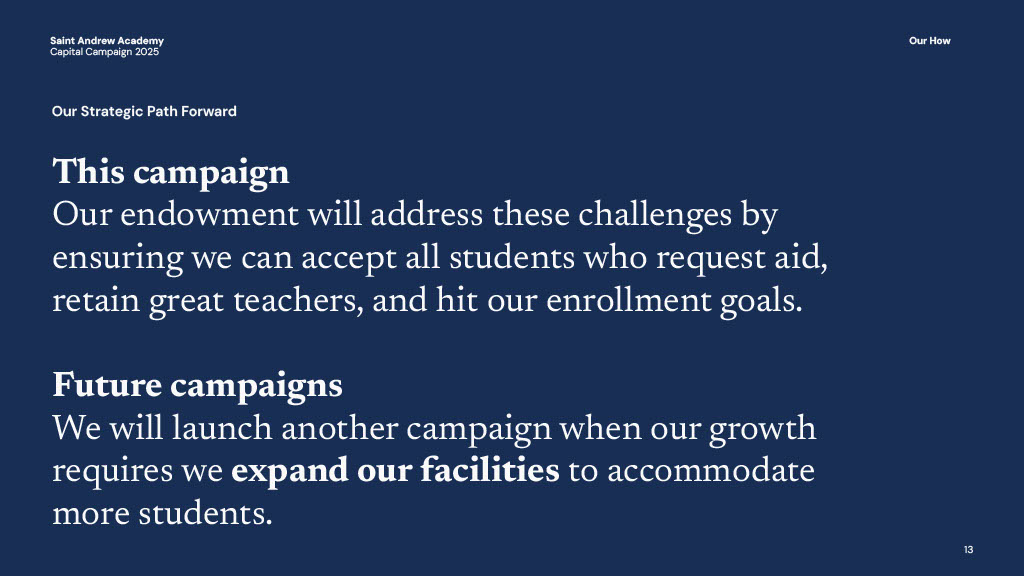 Saint Andrew Academy
Capital Campaign 2025
Our How
Our Strategic Path Forward
This campaign
Our endowment will address these challenges by
ensuring we can accept all students who request aid,
retain great teachers, and hit our enrollment goals.
Future campaigns
We will launch another campaign when our growth
requires we expand our facilities to accommodate
more students.
13